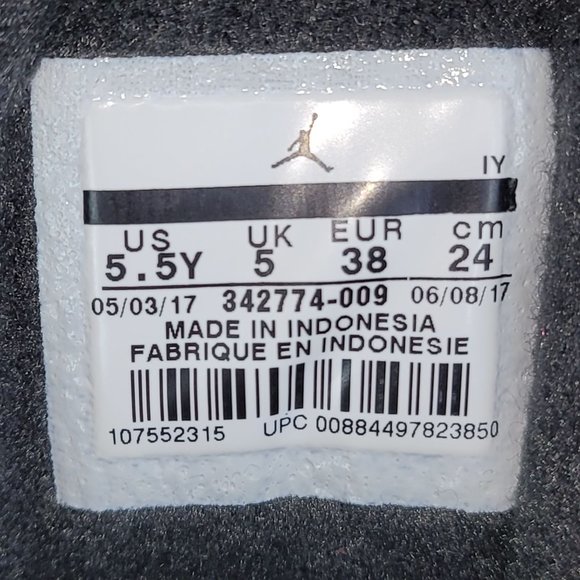 IY
US UK EUR cm
5.5Y 5 38 24
05/03/17 342774-009 06/08/17
MADE IN INDONESIA
FABRIQUE EN INDONESIE
107552315 UPC 00884497823850